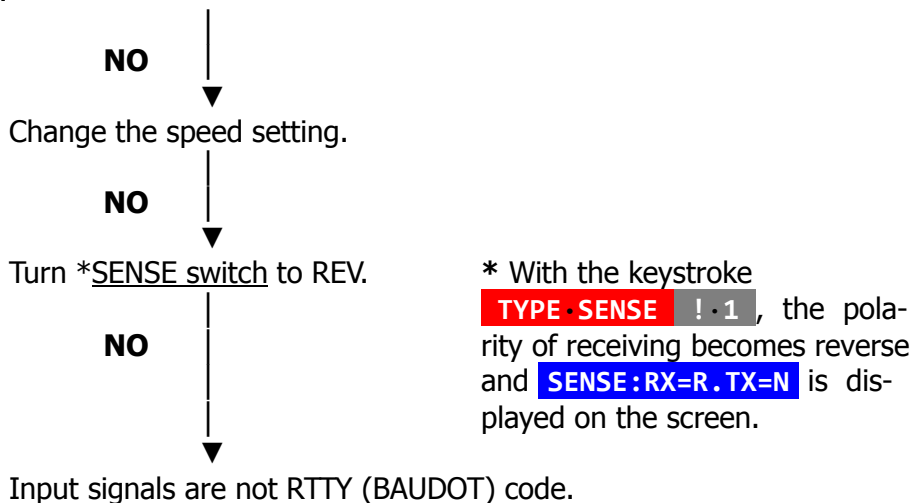 NO
Change the speed setting.
NO
Turn *SENSE switch to REV.
* With the keystroke
TYPE·SENSE !·1 , the pola-
NO
rity of receiving becomes reverse
and SENSE:RX=R.TX=N is dis-
played on the screen.
Input signals are not RTTY (BAUDOT) code.